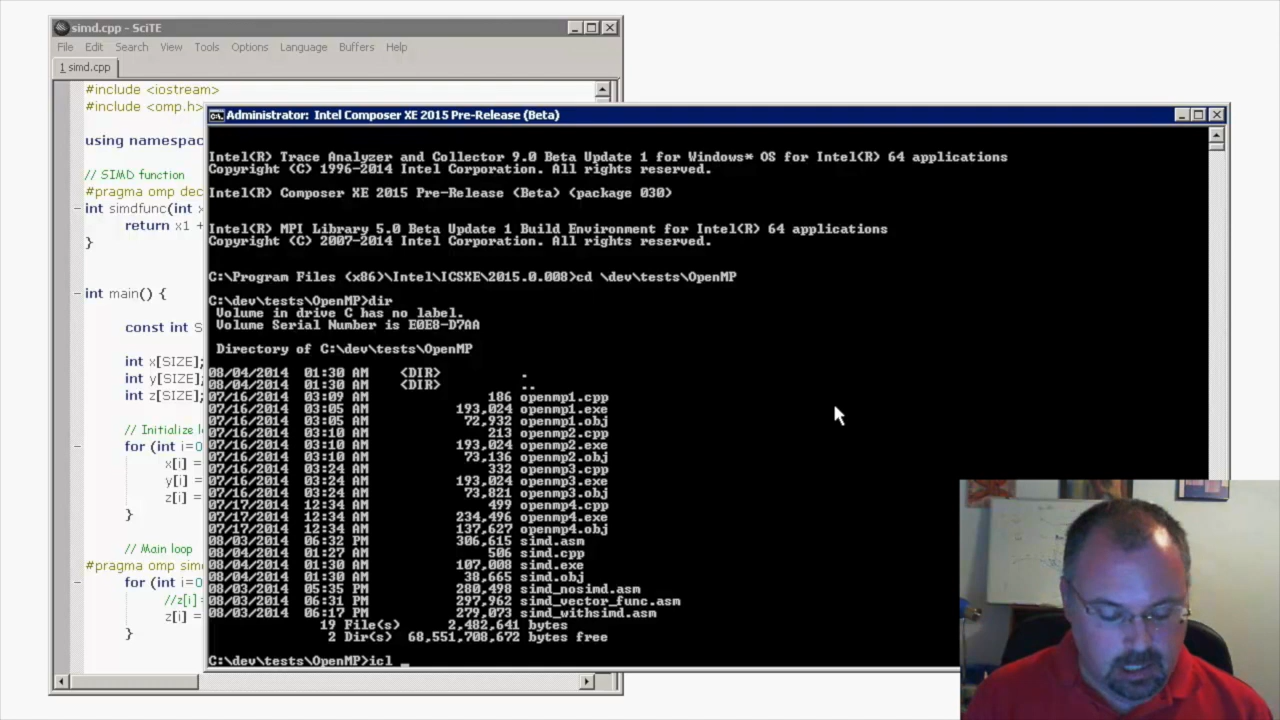 simd.cpp - SciTE
File Edit Search View Tools Options Language Buffers Help
1 simd.cpp
#include <iostream>
#include <omp.h>
using namespac
// SIMD function
#pragma omp dec
int simdfunc(int x
return x1 +
}
int main() {
const int S
int x[SIZE];
int y[SIZE];
int z[SIZE];
// Initialize l
for (int i=0
x[i] =
y[i] =
z[i] =
}
// Main loop
#pragma omp simd
for (int i=0
//z[i] =
z[i] =
}
Administrator: Intel Composer XE 2015 Pre-Release (Beta)
Intel(R) Trace Analyzer and Collector 9.0 Beta Update 1 for Windows* OS for Intel(R) 64 applications
Copyright (C) 1996-2014 Intel Corporation. All rights reserved.
Intel(R) Composer XE 2015 Pre-Release (Beta) (package 030)
Intel(R) MPI Library 5.0 Beta Update 1 Build Environment for Intel(R) 64 applications
Copyright (C) 2007-2014 Intel Corporation. All rights reserved.
C:\Program Files (x86)\Intel\ICSXE\2015.0.008>cd \dev\tests\OpenMP
C:\dev\tests\OpenMP>dir
Volume in drive C has no label.
Volume Serial Number is E0E8-D7AA
Directory of C:\dev\tests\OpenMP
08/04/2014 01:30 AM <DIR> .
08/04/2014 01:30 AM <DIR> ..
07/16/2014 03:09 AM 186 openmp1.cpp
07/16/2014 03:05 AM 193,024 openmp1.exe
07/16/2014 03:05 AM 72,932 openmp1.obj
07/16/2014 03:10 AM 213 openmp2.cpp
07/16/2014 03:10 AM 193,024 openmp2.exe
07/16/2014 03:10 AM 73,136 openmp2.obj
07/16/2014 03:24 AM 332 openmp3.cpp
07/16/2014 03:24 AM 193,024 openmp3.exe
07/16/2014 03:24 AM 73,821 openmp3.obj
07/17/2014 12:34 AM 499 openmp4.cpp
07/17/2014 12:34 AM 234,496 openmp4.exe
07/17/2014 12:34 AM 137,627 openmp4.obj
08/03/2014 06:32 PM 306,615 simd.asm
08/04/2014 01:27 AM 506 simd.cpp
08/04/2014 01:30 AM 107,008 simd.exe
08/04/2014 01:30 AM 38,665 simd.obj
08/03/2014 05:35 PM 280,498 simd_nosimd.asm
08/03/2014 06:31 PM 297,962 simd_vector_func.asm
08/03/2014 06:17 PM 279,073 simd_withsimd.asm
19 File(s) 2,482,641 bytes
2 Dir(s) 68,551,708,672 bytes free
C:\dev\tests\OpenMP>icl _